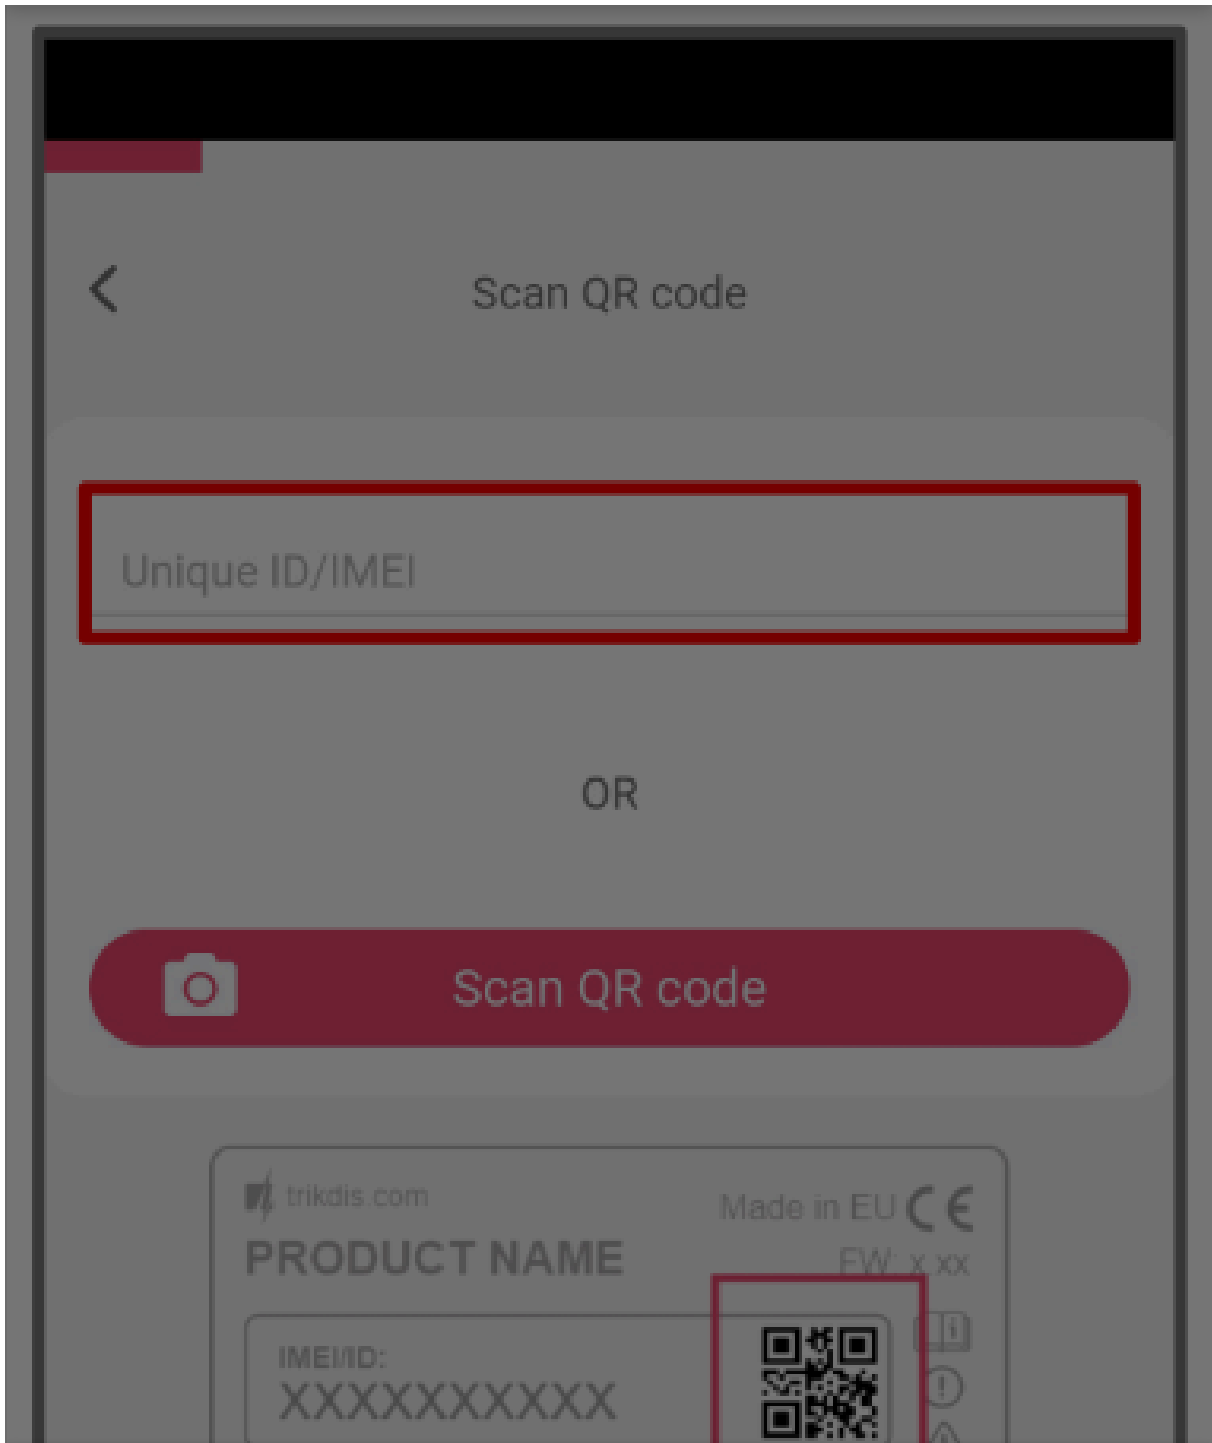 Scan QR code
Unique ID/IMEI
OR
Scan QR code
trikdis.com
Made in EU CE
PRODUCT NAME
FW: x.xx
IMEI/ID:
XXXXXXXXXX